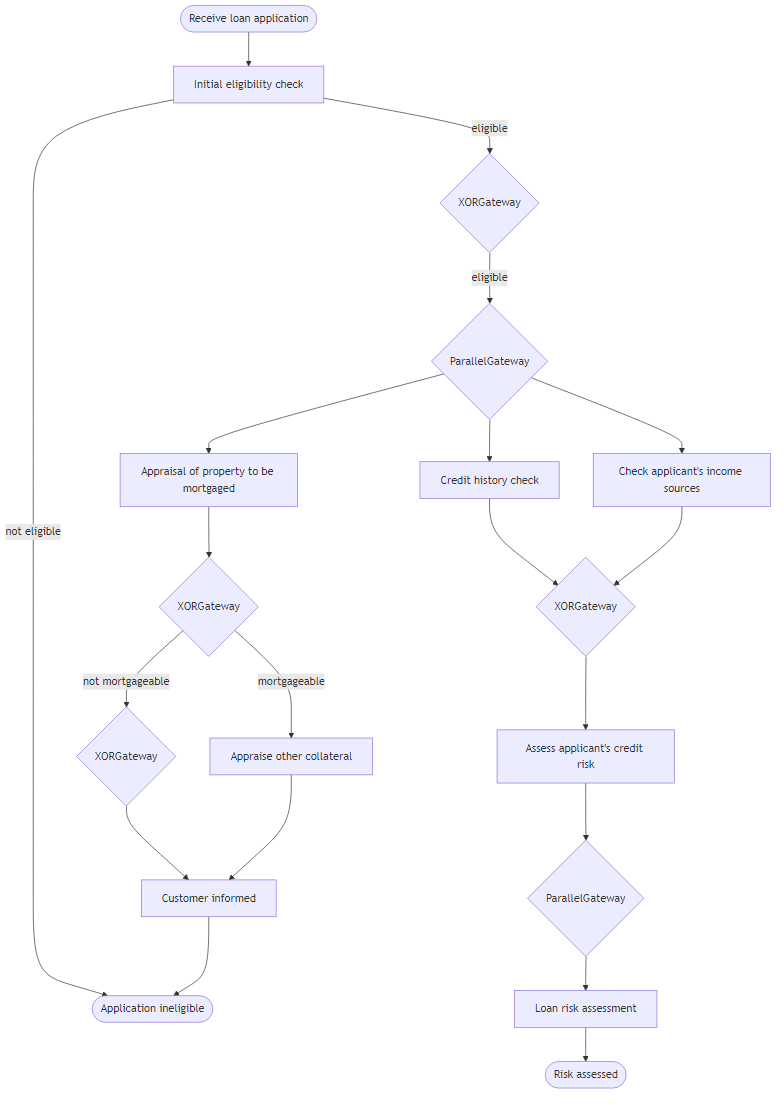 Receive loan application
Initial eligibility check
eligible
XORGateway
eligible
ParallelGateway
Appraisal of property to be
mortgaged
Credit history check
Check applicant's income
sources
not eligible
XORGateway
XORGateway
not mortgageable
mortgageable
XORGateway
Appraise other collateral
Assess applicant's credit
risk
Customer informed
ParallelGateway
Application ineligible
Loan risk assessment
Risk assessed